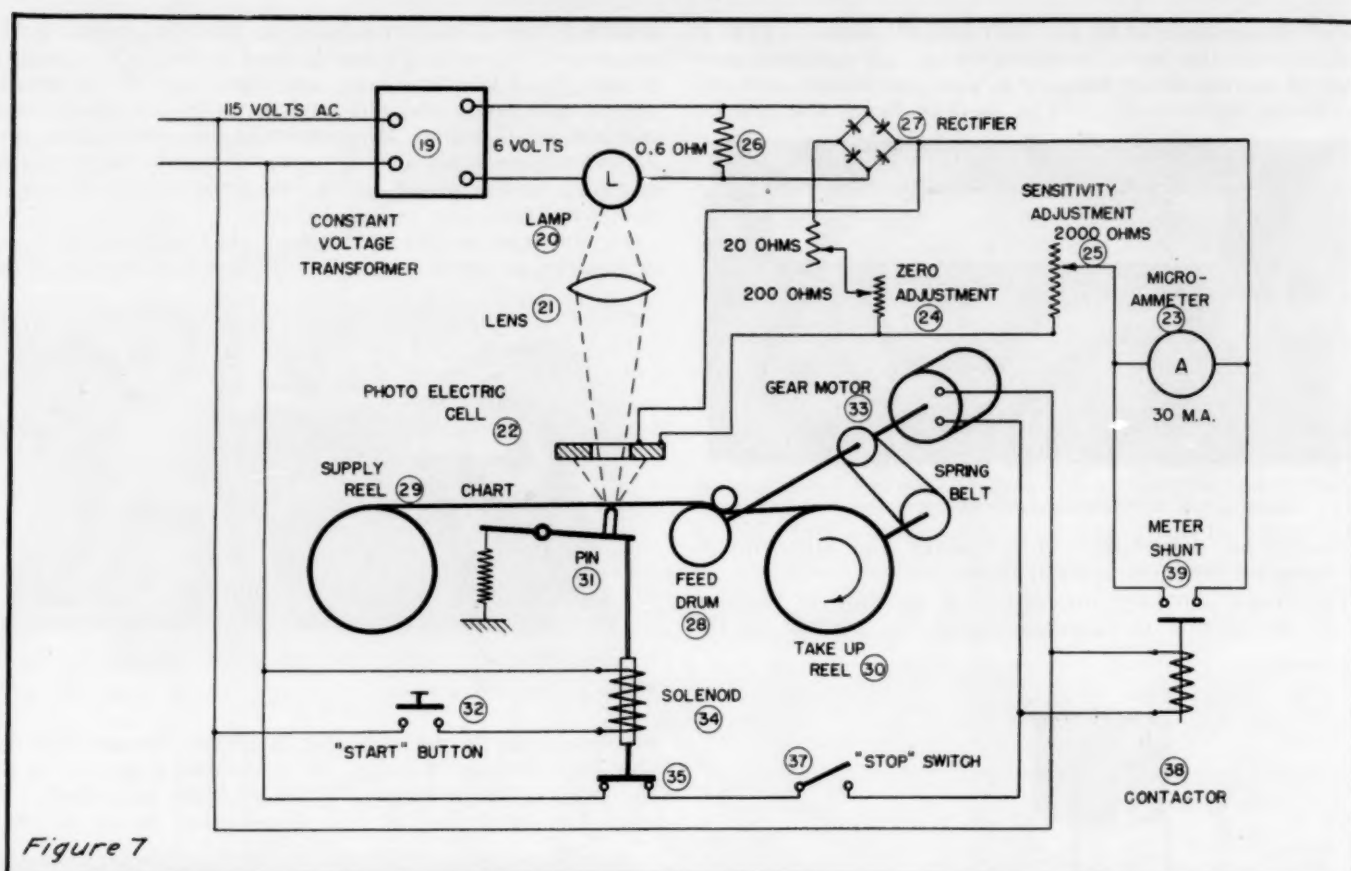 115 VOLTS A.C.
19
6 VOLTS
CONSTANT
VOLTAGE
TRANSFORMER
L
LAMP
20
0.6 OHM
26
27 RECTIFIER
21
LENS
20 OHMS
200 OHMS
ZERO
ADJUSTMENT
24
SENSITIVITY
ADJUSTMENT
2000 OHMS
25
MICRO-
AMMETER
23
A
30 M.A.
PHOTO ELECTRIC
CELL
22
GEAR MOTOR
33
SPRING
BELT
SUPPLY
REEL 29
CHART
PIN
31
FEED
DRUM
28
TAKE UP
REEL 30
METER
SHUNT
39
32
"START" BUTTON
SOLENOID
34
35
37
"STOP" SWITCH
38
CONTACTOR
Figure 7